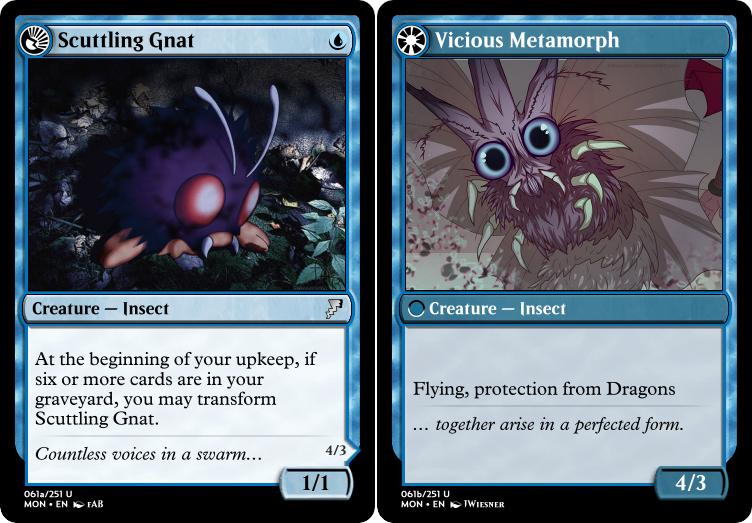 Scuttling Gnat
Creature — Insect
At the beginning of your upkeep, if
six or more cards are in your
graveyard, you may transform
Scuttling Gnat.
Countless voices in a swarm…
4/3
1/1
061a/251 U
MON • EN rAB
Vicious Metamorph
Creature — Insect
Flying, protection from Dragons
… together arise in a perfected form.
4/3
061b/251 U
MON • EN JWiesner